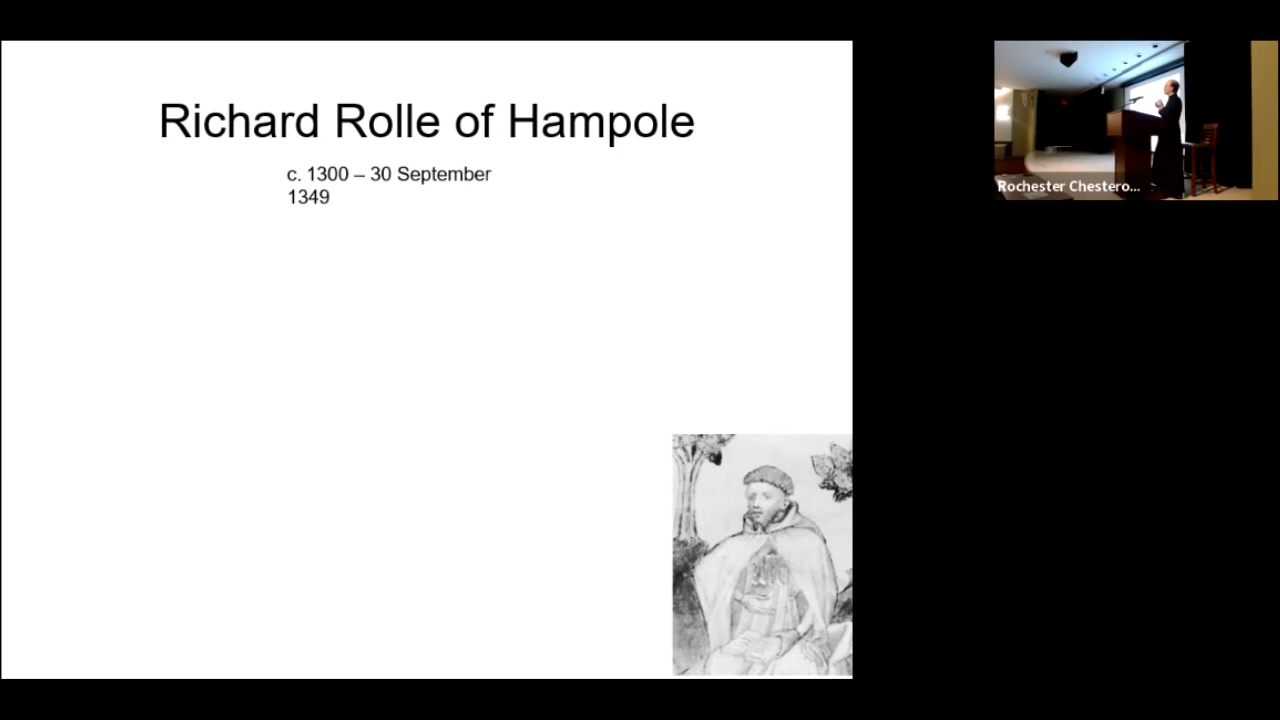 Richard Rolle of Hampole
c. 1300 – 30 September
1349
Rochester Chestero...